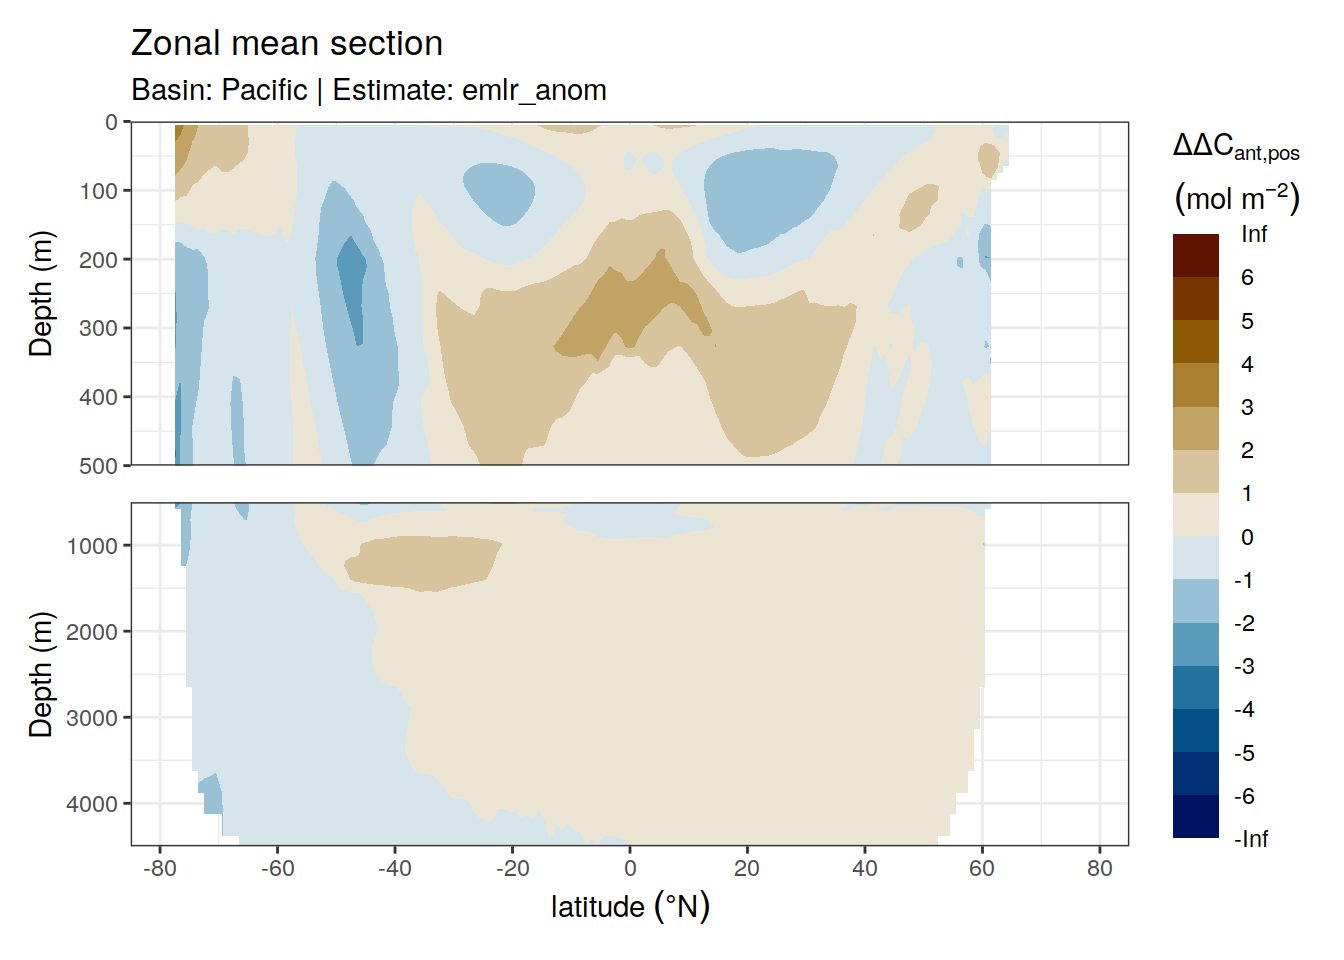 Zonal mean section
Basin: Pacific | Estimate: emlr_anom
0
100
200
300
400
500
Depth (m)
1000
2000
3000
4000
Depth (m)
-80 -60 -40 -20 0 20 40 60 80
latitude (°N)
ΔΔCant,pos
(mol m−2)
Inf
6
5
4
3
2
1
0
-1
-2
-3
-4
-5
-6
-Inf